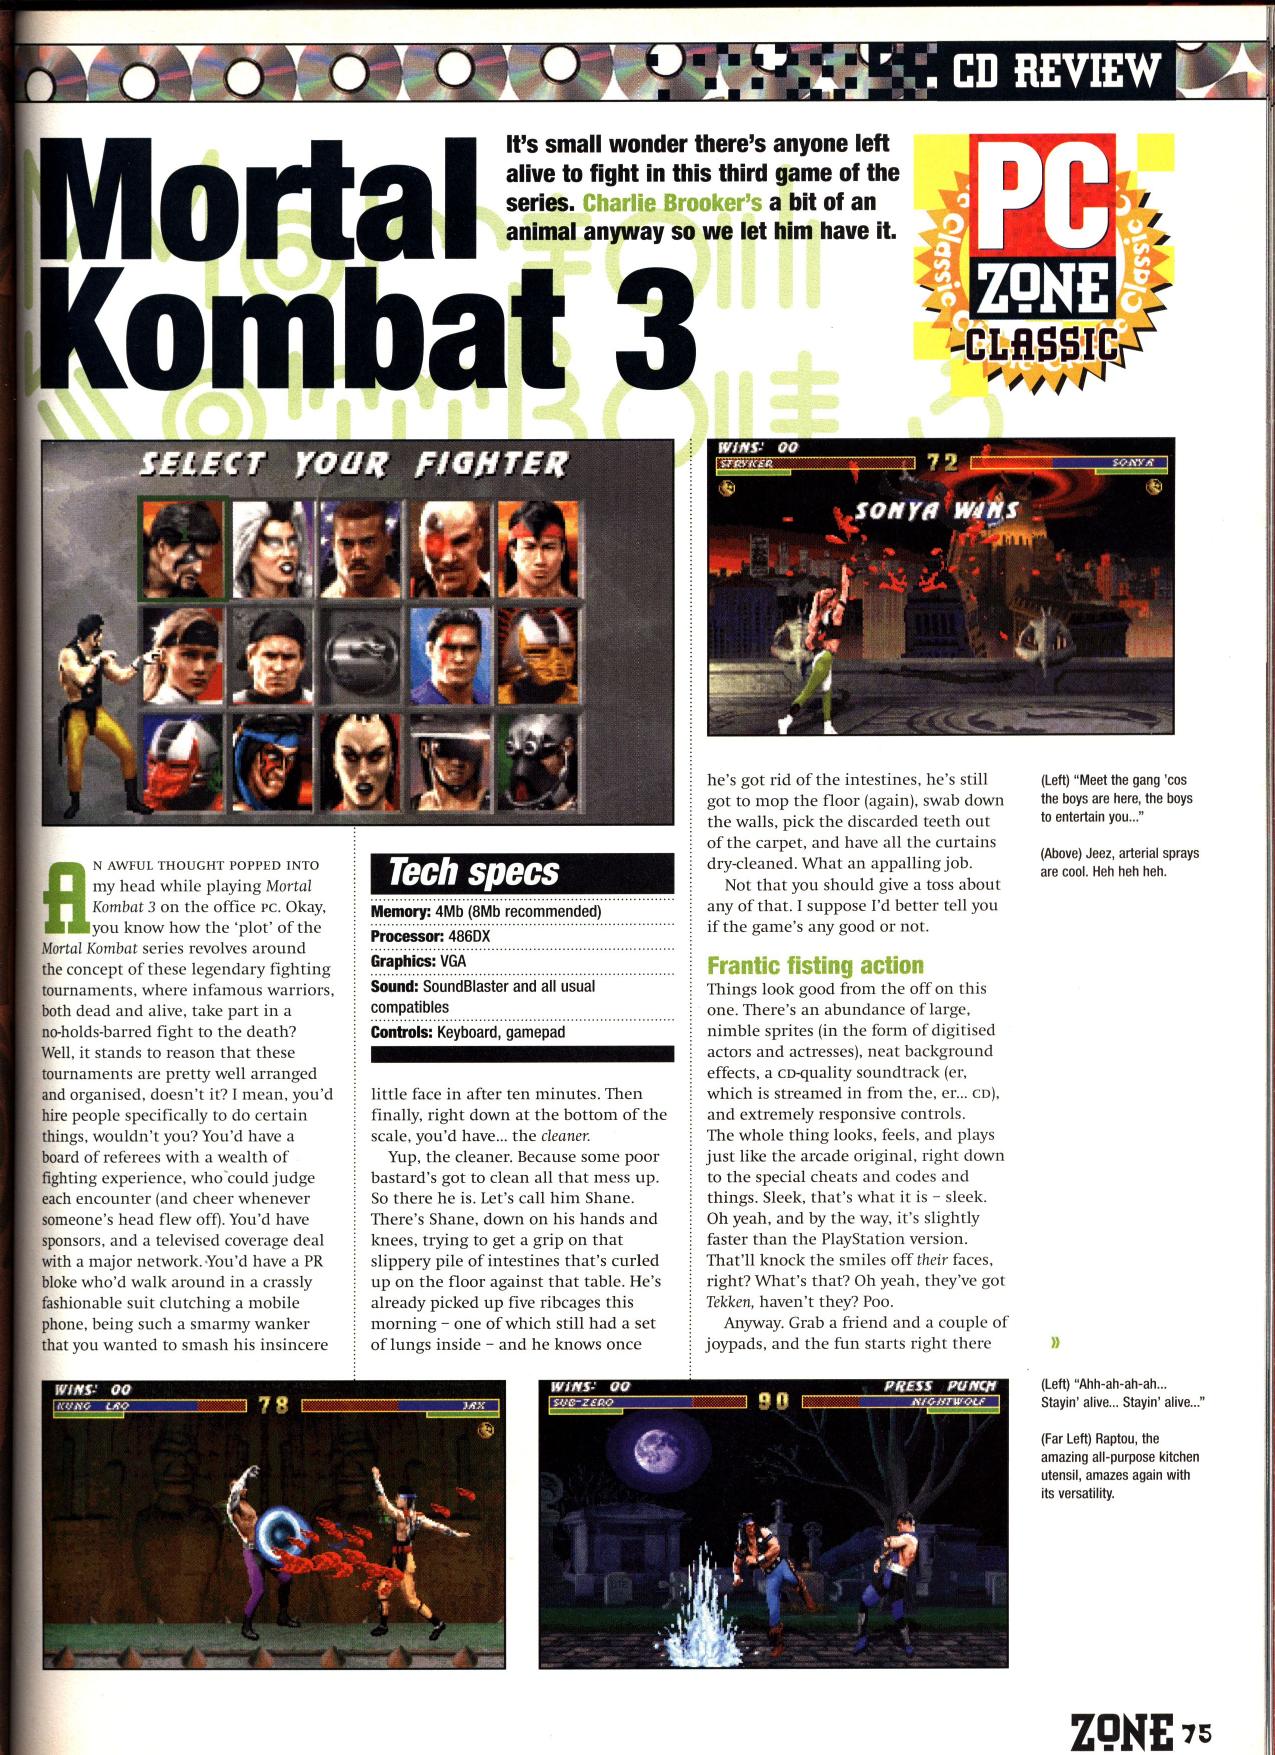 CD REVIEW
Mortal
Kombat 3
It's small wonder there's anyone left
alive to fight in this third game of the
series. Charlie Brooker's a bit of an
animal anyway so we let him have it.
PC
ZONE
CLASSIC
Classic
Classic
SELECT YOUR FIGHTER
WINS: 00
STRYKER
72
SONYA
SONYA WINS
AN AWFUL THOUGHT POPPED INTO
my head while playing Mortal
Kombat 3 on the office PC. Okay,
you know how the 'plot' of the
Mortal Kombat series revolves around
the concept of these legendary fighting
tournaments, where infamous warriors,
both dead and alive, take part in a
no-holds-barred fight to the death?
Well, it stands to reason that these
tournaments are pretty well arranged
and organised, doesn't it? I mean, you'd
hire people specifically to do certain
things, wouldn't you? You'd have a
board of referees with a wealth of
fighting experience, who could judge
each encounter (and cheer whenever
someone's head flew off). You'd have
sponsors, and a televised coverage deal
with a major network. You'd have a PR
bloke who'd walk around in a crassly
fashionable suit clutching a mobile
phone, being such a smarmy wanker
that you wanted to smash his insincere
Tech specs
Memory: 4Mb (8Mb recommended)
Processor: 486DX
Graphics: VGA
Sound: SoundBlaster and all usual
compatibles
Controls: Keyboard, gamepad
little face in after ten minutes. Then
finally, right down at the bottom of the
scale, you'd have... the cleaner.
Yup, the cleaner. Because some poor
bastard's got to clean all that mess up.
So there he is. Let's call him Shane.
There's Shane, down on his hands and
knees, trying to get a grip on that
slippery pile of intestines that's curled
up on the floor against that table. He's
already picked up five ribcages this
morning – one of which still had a set
of lungs inside – and he knows once
he's got rid of the intestines, he's still
got to mop the floor (again), swab down
the walls, pick the discarded teeth out
of the carpet, and have all the curtains
dry-cleaned. What an appalling job.
Not that you should give a toss about
any of that. I suppose I'd better tell you
if the game's any good or not.
Frantic fisting action
Things look good from the off on this
one. There's an abundance of large,
nimble sprites (in the form of digitised
actors and actresses), neat background
effects, a CD-quality soundtrack (er,
which is streamed in from the, er... CD),
and extremely responsive controls.
The whole thing looks, feels, and plays
just like the arcade original, right down
to the special cheats and codes and
things. Sleek, that's what it is – sleek.
Oh yeah, and by the way, it's slightly
faster than the PlayStation version.
That'll knock the smiles off their faces,
right? What's that? Oh yeah, they've got
Tekken, haven't they? Poo.
Anyway. Grab a friend and a couple of
joypads, and the fun starts right there
»
(Left) "Meet the gang 'cos
the boys are here, the boys
to entertain you..."
(Above) Jeez, arterial sprays
are cool. Heh heh heh.
WINS: 00
KUNG LAO
78
JAX
WINS: 00
SUB-ZERO
90
PRESS PUNCH
NIGHTWOLF
(Left) "Ahh-ah-ah-ah...
Stayin' alive... Stayin' alive..."
(Far Left) Raptou, the
amazing all-purpose kitchen
utensil, amazes again with
its versatility.
ZONE 75